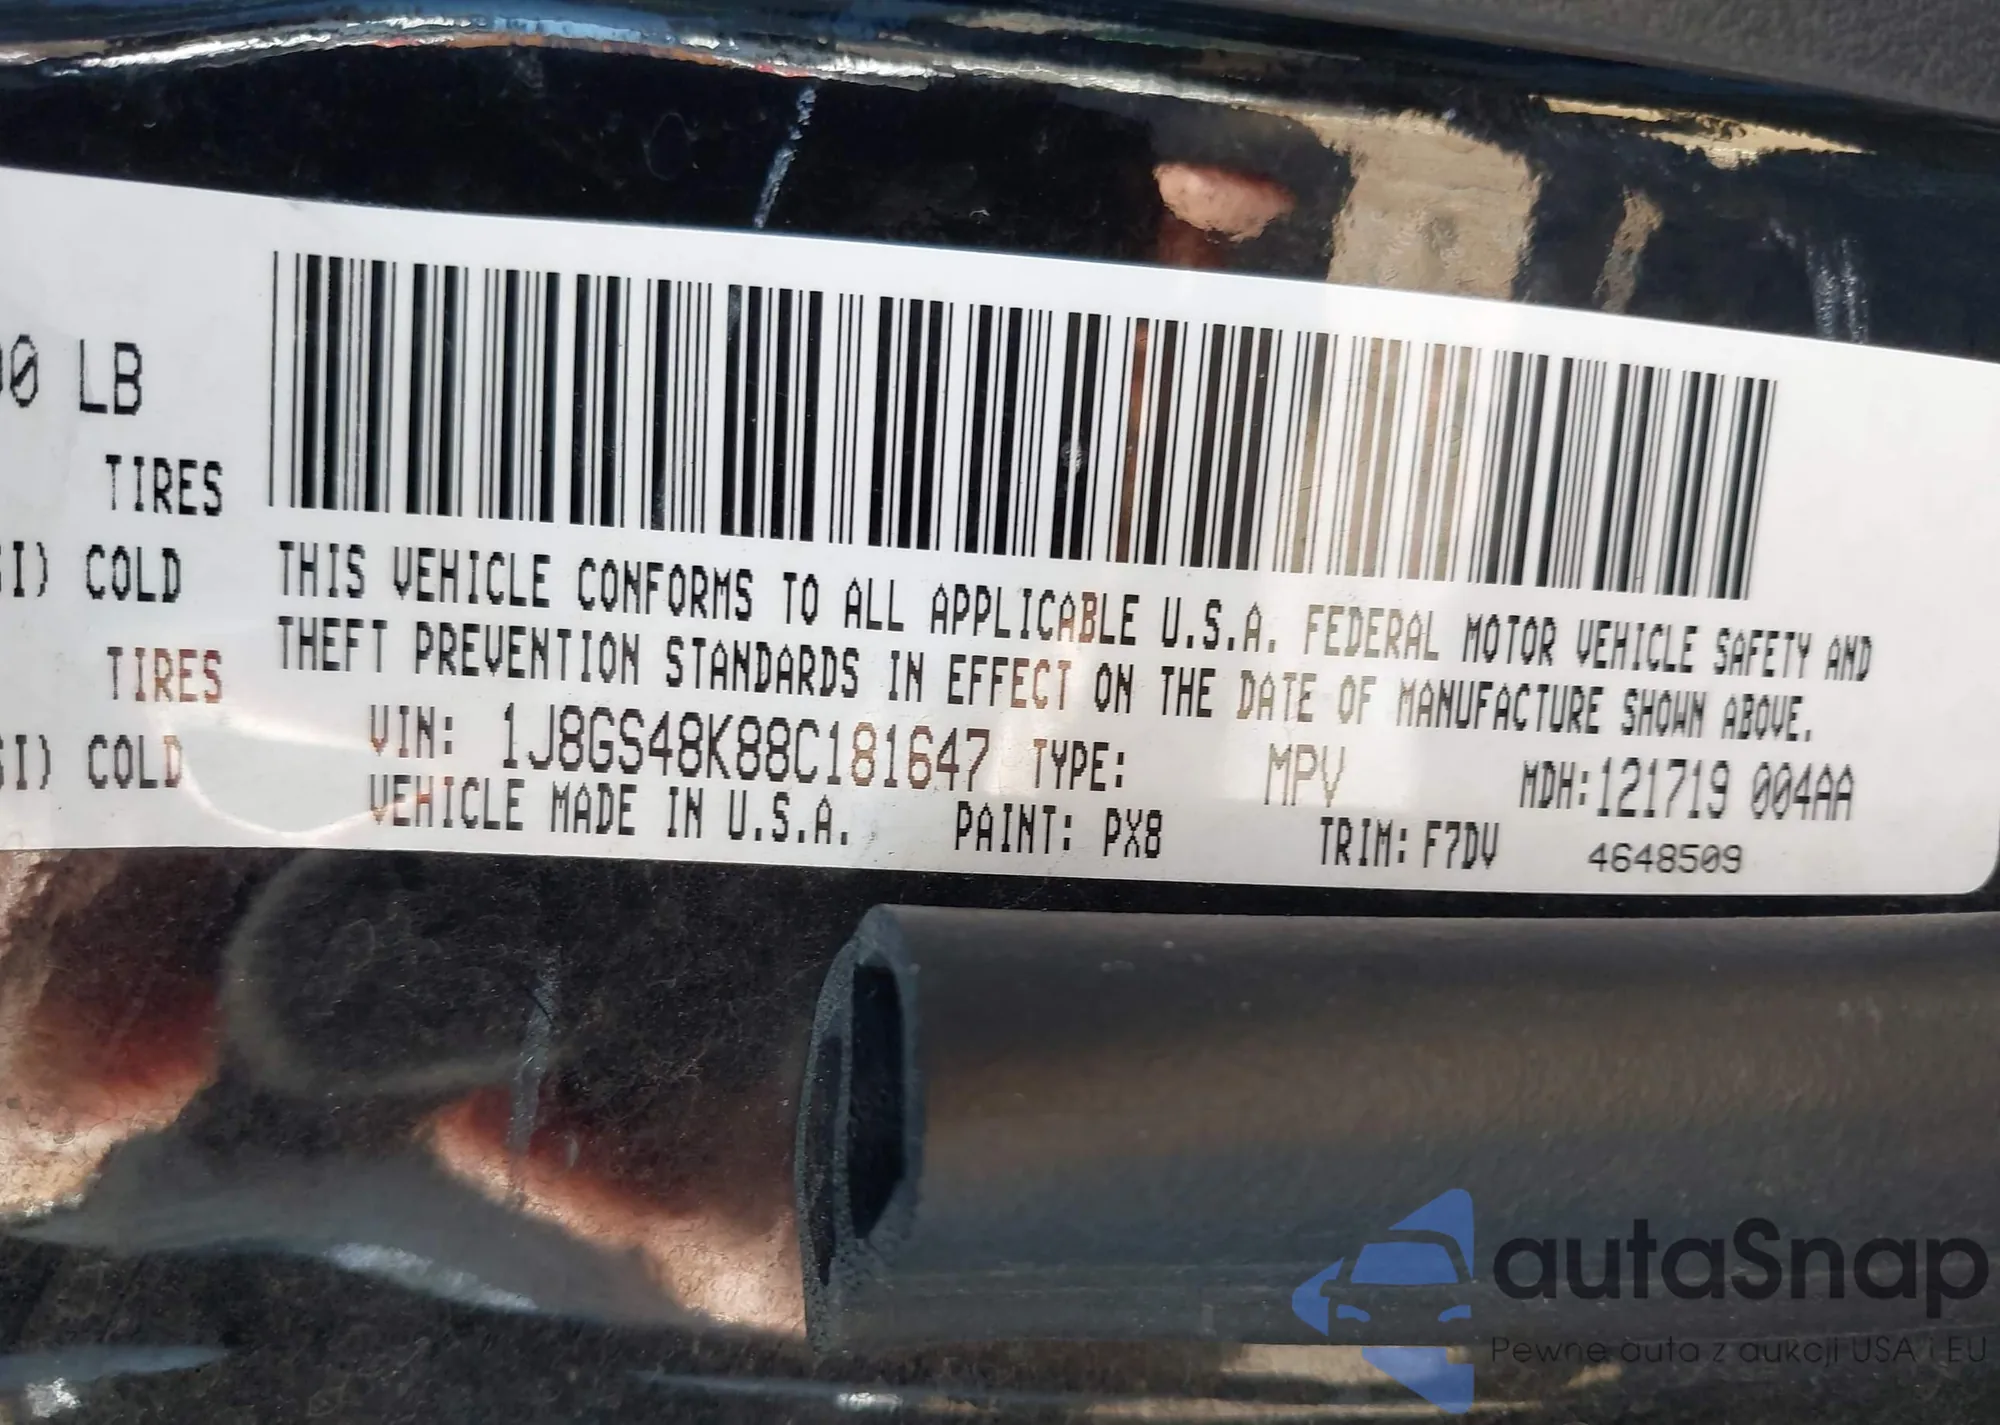 0 LB
TIRES
I) COLD
TIRES
I) COLD
THIS VEHICLE CONFORMS TO ALL APPLICABLE U.S.A. FEDERAL MOTOR VEHICLE SAFETY AND
THEFT PREVENTION STANDARDS IN EFFECT ON THE DATE OF MANUFACTURE SHOWN ABOVE.
VIN: 1J8GS48K88C181647 TYPE: MPV MDH:121719 004AA
VEHICLE MADE IN U.S.A. PAINT: PX8 TRIM: F7DV 4648509
autaSnap
Pewne auta z aukcji USA i EU